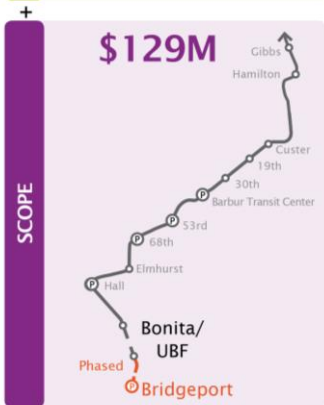 +
SCOPE
$129M
Gibbs
Hamilton
Custer
19th
30th
Barbur Transit Center
P
53rd
P
68th
P
Elmhurst
P Hall
Bonita/
UBF
Phased
P Bridgeport